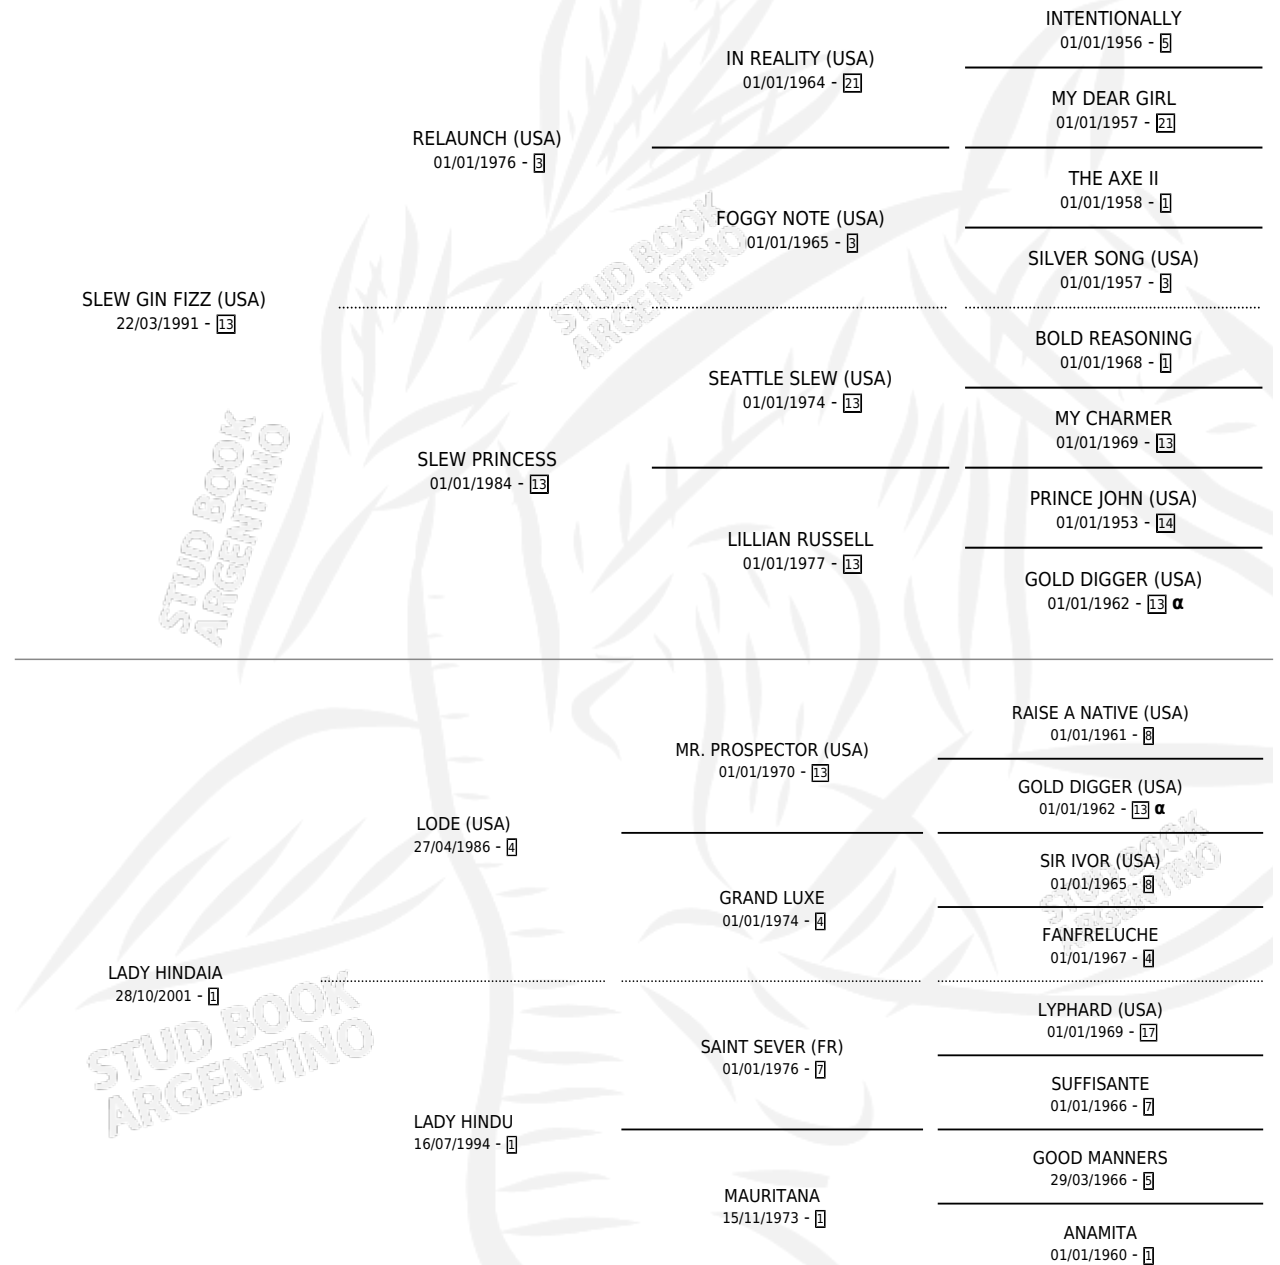 INTENTIONALLY
01/01/1956 - 5
IN REALITY (USA)
01/01/1964 - 21
MY DEAR GIRL
01/01/1957 - 21
RELAUNCH (USA)
01/01/1976 - 3
THE AXE II
01/01/1958 - 1
FOGGY NOTE (USA)
01/01/1965 - 3
SILVER SONG (USA)
01/01/1957 - 3
SLEW GIN FIZZ (USA)
22/03/1991 - 13
BOLD REASONING
01/01/1968 - 1
SEATTLE SLEW (USA)
01/01/1974 - 13
MY CHARMER
01/01/1969 - 13
SLEW PRINCESS
01/01/1984 - 13
PRINCE JOHN (USA)
01/01/1953 - 14
LILLIAN RUSSELL
01/01/1977 - 13
GOLD DIGGER (USA)
01/01/1962 - 13 α
RAISE A NATIVE (USA)
01/01/1961 - 8
MR. PROSPECTOR (USA)
01/01/1970 - 13
GOLD DIGGER (USA)
01/01/1962 - 13 α
LODE (USA)
27/04/1986 - 4
SIR IVOR (USA)
01/01/1965 - 8
GRAND LUXE
01/01/1974 - 4
FANFRELUCHE
01/01/1967 - 4
LADY HINDAIA
28/10/2001 - 1
LYPHARD (USA)
01/01/1969 - 17
SAINT SEVER (FR)
01/01/1976 - 7
SUFFISANTE
01/01/1966 - 7
LADY HINDU
16/07/1994 - 1
GOOD MANNERS
29/03/1966 - 5
MAURITANA
15/11/1973 - 1
ANAMITA
01/01/1960 - 1
STUD BOOK
ARGENTINO
STUD BOOK
ARGENTINO
STUD BOOK
ARGENTINO
STUD BOOK
ARGENTINO